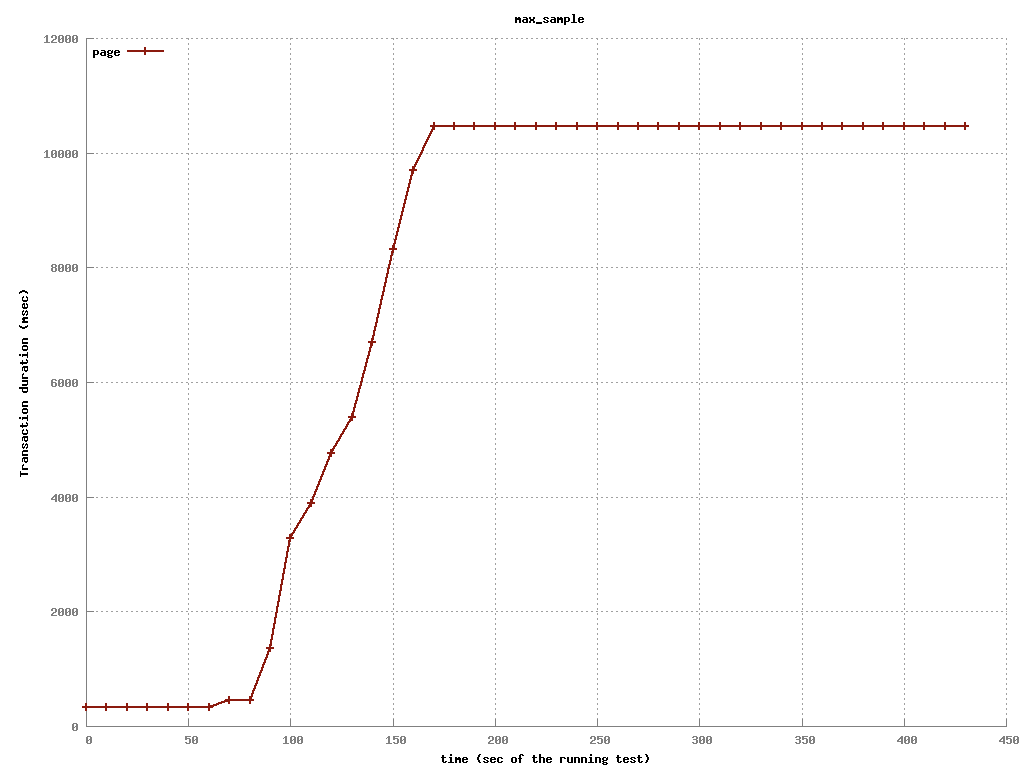 max_sample
page
12000
10000
8000
6000
4000
2000
0
Transaction duration (msec)
0 50 100 150 200 250 300 350 400 450
time (sec of the running test)